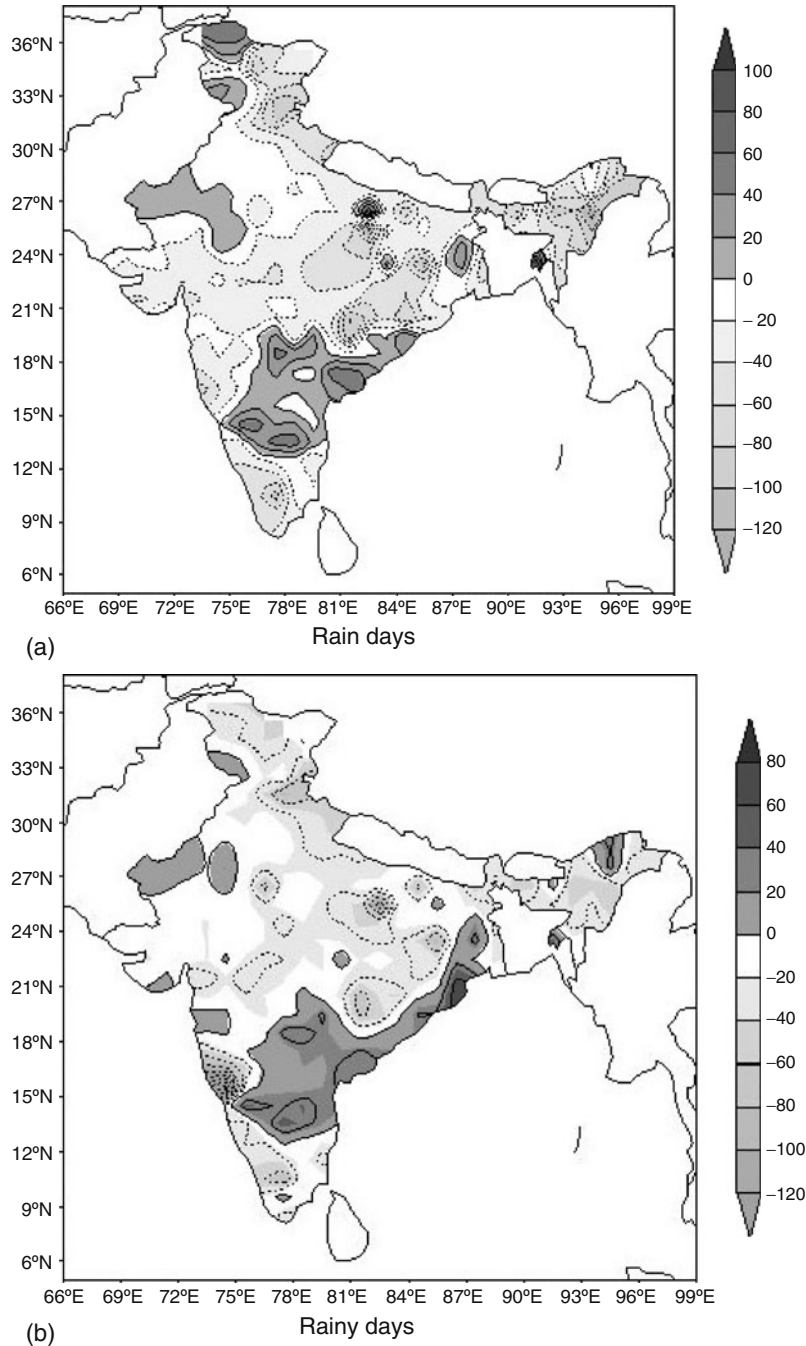 36ºN
33ºN
30ºN
27ºN
24ºN
21ºN
18ºN
15ºN
12ºN
9ºN
6ºN
66ºE 69ºE 72ºE 75ºE 78ºE 81ºE 84ºE 87ºE 90ºE 93ºE 96ºE 99ºE
100
80
60
40
20
0
−20
−40
−60
−80
−100
−120
(a)
Rain days
36ºN
33ºN
30ºN
27ºN
24ºN
21ºN
18ºN
15ºN
12ºN
9ºN
6ºN
66ºE 69ºE 72ºE 75ºE 78ºE 81ºE 84ºE 87ºE 90ºE 93ºE 96ºE 99ºE
80
60
40
20
0
−20
−40
−60
−80
−100
−120
(b)
Rainy days